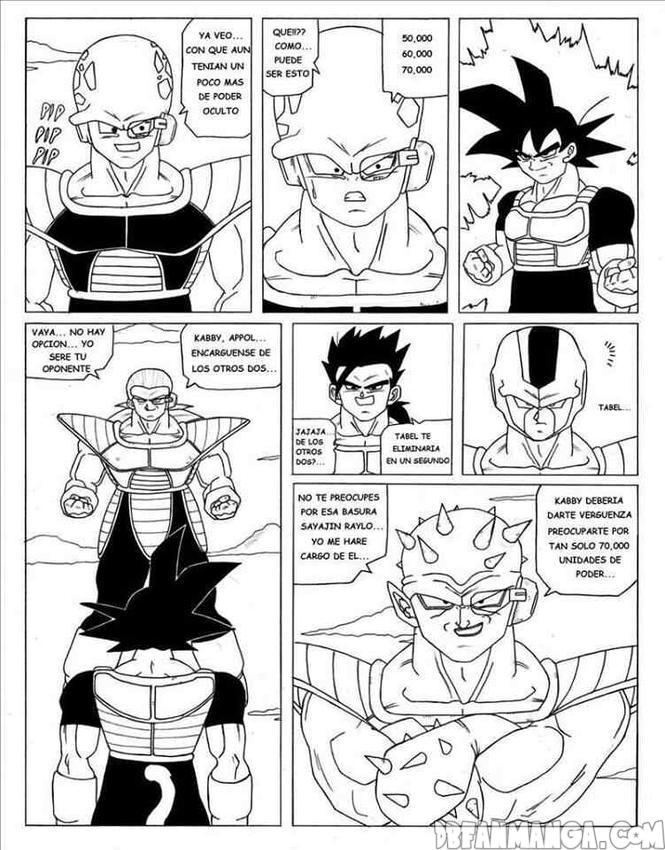 YA VEO...
CON QUE AUN
TENIAN UN
POCO MAS
DE PODER
OCULTO
PIP
PIP
PIP
QUE!!??
COMO...
PUEDE
SER ESTO
50,000
60,000
70,000
VAYA... NO HAY
OPCION... YO
SERE TU
OPONENTE
KABBY, APPOL...
ENCARGUENSE DE
LOS OTROS DOS...
JAJAJA
DE LOS
OTROS
DOS?...
TABEL TE
ELIMINARIA
EN UN SEGUNDO
TABEL...
NO TE PREOCUPES
POR ESA BASURA
SAYAJIN RAYLO...
YO ME HARE
CARGO DE EL...
KABBY DEBERIA
DARTE VERGUENZA
PREOCUPARTE POR
TAN SOLO 70,000
UNIDADES DE
PODER...
DBFANMANGA.COM